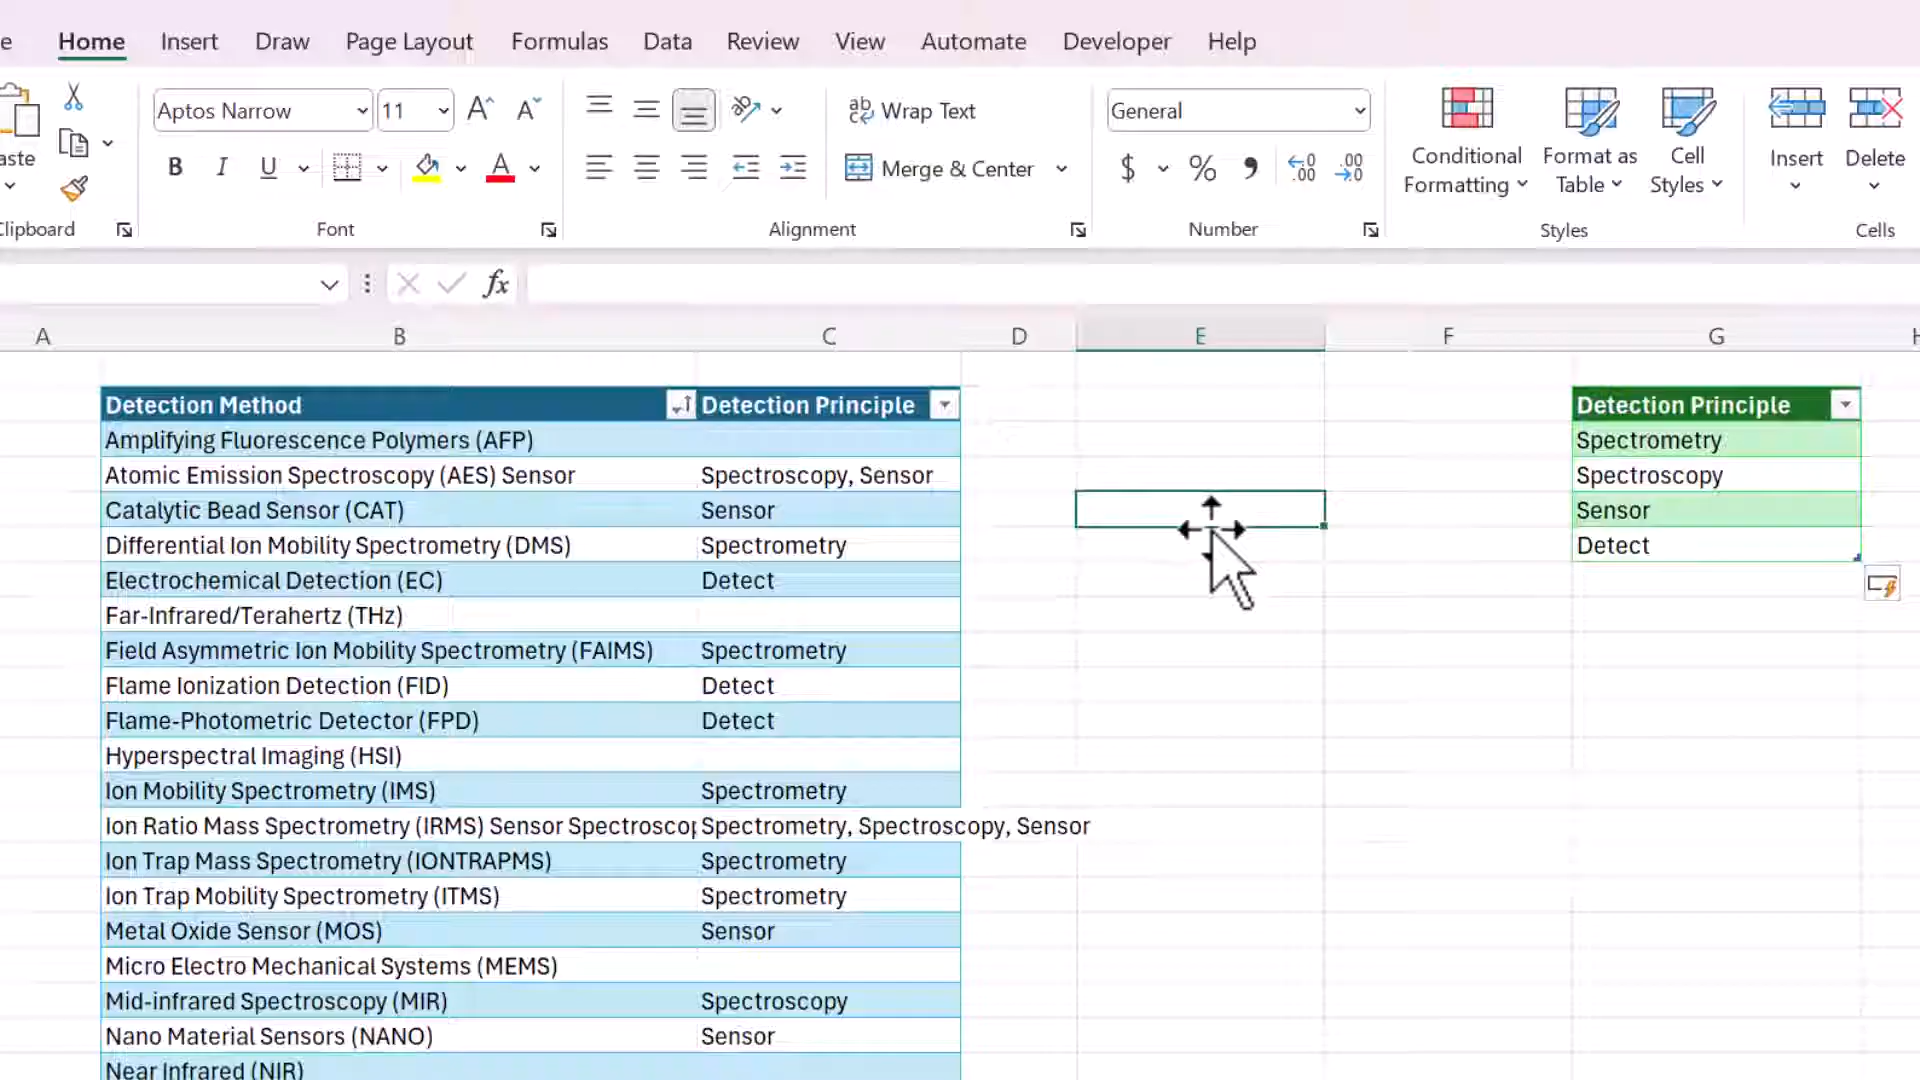 e Home Insert Draw Page Layout Formulas Data Review View Automate Developer Help
Aptos Narrow 11 A^ Aˇ ab Wrap Text General
aste B I U A Merge & Center $ % 9 Conditional Formatting Format as Table Cell Styles Insert Delete
lipboard Font Alignment Number Styles Cells
fx
A B C D E F G H
Detection Method Detection Principle Detection Principle
Amplifying Fluorescence Polymers (AFP) Spectrometry
Atomic Emission Spectroscopy (AES) Sensor Spectroscopy, Sensor Spectroscopy
Catalytic Bead Sensor (CAT) Sensor Sensor
Differential Ion Mobility Spectrometry (DMS) Spectrometry Detect
Electrochemical Detection (EC) Detect
Far-Infrared/Terahertz (THz)
Field Asymmetric Ion Mobility Spectrometry (FAIMS) Spectrometry
Flame Ionization Detection (FID) Detect
Flame-Photometric Detector (FPD) Detect
Hyperspectral Imaging (HSI)
Ion Mobility Spectrometry (IMS) Spectrometry
Ion Ratio Mass Spectrometry (IRMS) Sensor Spectroscop Spectrometry, Spectroscopy, Sensor
Ion Trap Mass Spectrometry (IONTRAPMS) Spectrometry
Ion Trap Mobility Spectrometry (ITMS) Spectrometry
Metal Oxide Sensor (MOS) Sensor
Micro Electro Mechanical Systems (MEMS)
Mid-infrared Spectroscopy (MIR) Spectroscopy
Nano Material Sensors (NANO) Sensor
Near Infrared (NIR)